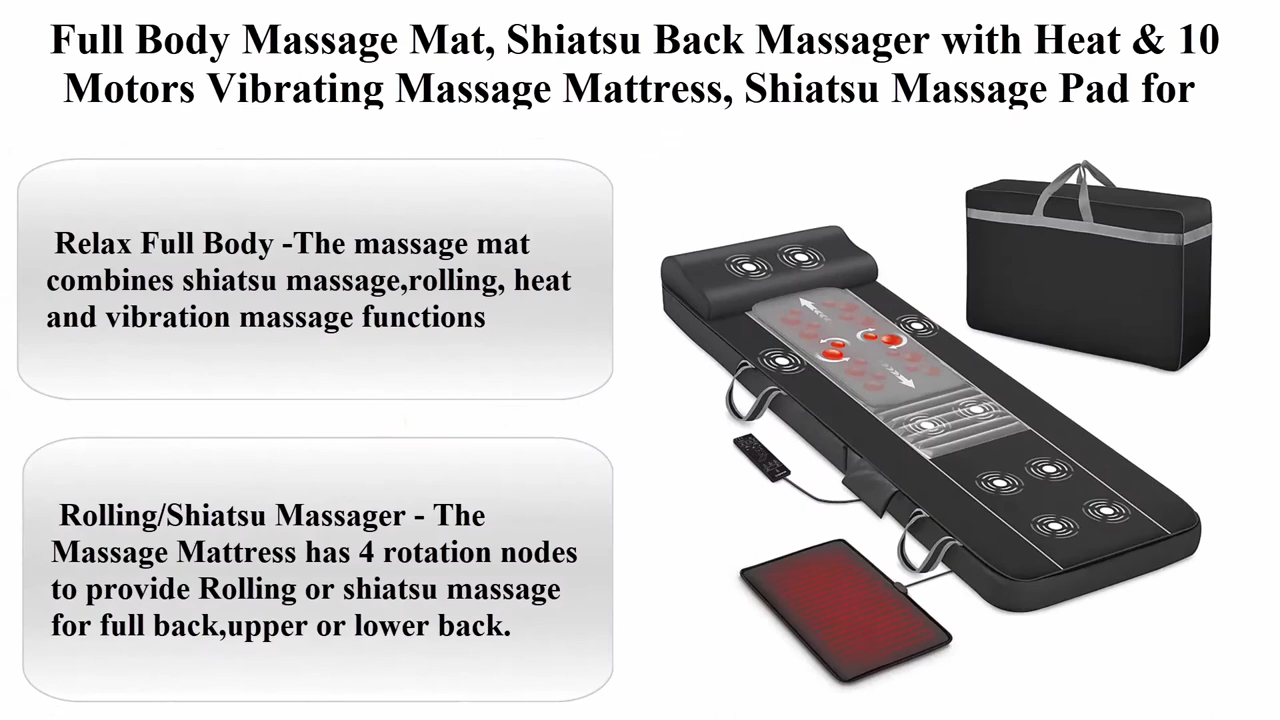 Full Body Massage Mat, Shiatsu Back Massager with Heat & 10
Motors Vibrating Massage Mattress, Shiatsu Massage Pad for
Relax Full Body -The massage mat
combines shiatsu massage,rolling, heat
and vibration massage functions
Rolling/Shiatsu Massager - The
Massage Mattress has 4 rotation nodes
to provide Rolling or shiatsu massage
for full back,upper or lower back.